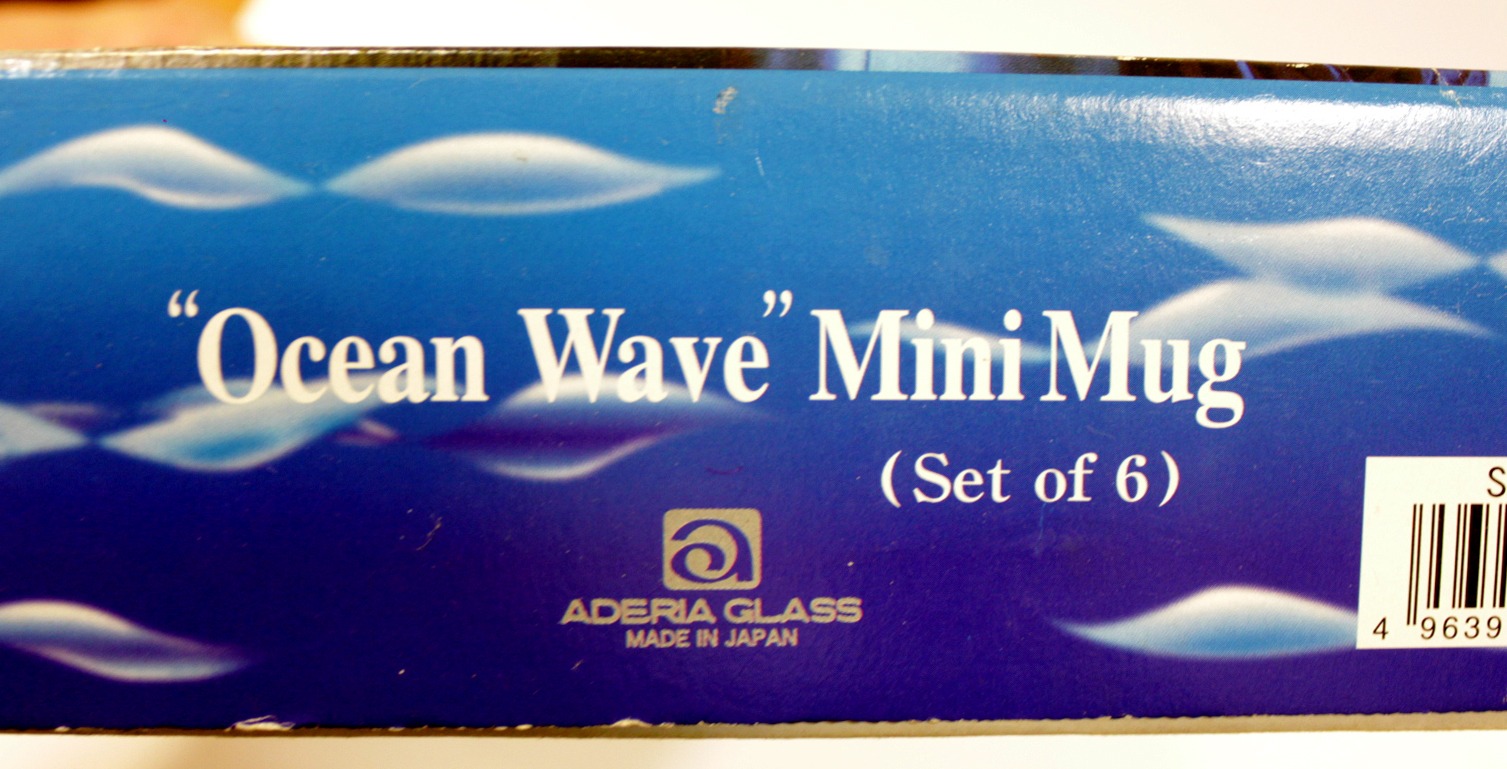 “Ocean Wave” Mini Mug
(Set of 6)
a
ADERIA GLASS
MADE IN JAPAN
S
4 9639